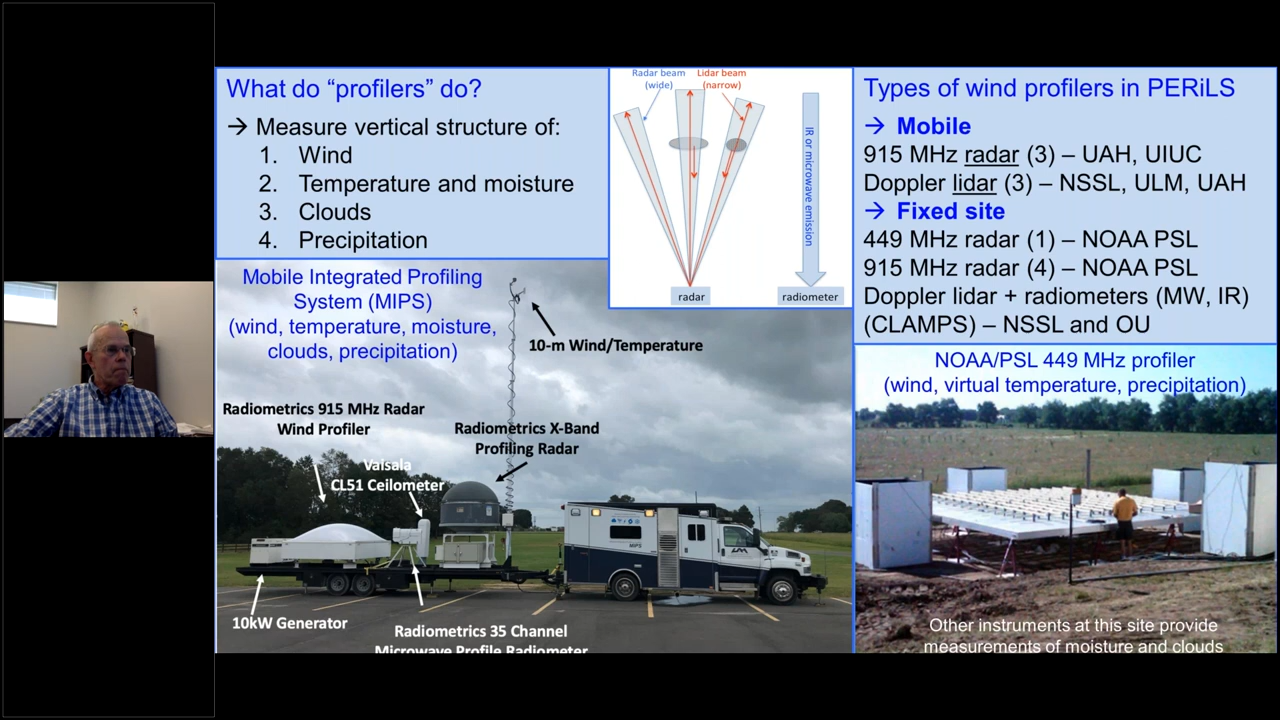 What do “profilers” do?
→ Measure vertical structure of:
1. Wind
2. Temperature and moisture
3. Clouds
4. Precipitation
Radar beam
(wide)
Lidar beam
(narrow)
IR or microwave emission
radar
radiometer
Types of wind profilers in PERiLS
→ Mobile
915 MHz radar (3) – UAH, UIUC
Doppler lidar (3) – NSSL, ULM, UAH
→ Fixed site
449 MHz radar (1) – NOAA PSL
915 MHz radar (4) – NOAA PSL
Doppler lidar + radiometers (MW, IR)
(CLAMPS) – NSSL and OU
Mobile Integrated Profiling
System (MIPS)
(wind, temperature, moisture,
clouds, precipitation)
10-m Wind/Temperature
Radiometrics 915 MHz Radar
Wind Profiler
Radiometrics X-Band
Profiling Radar
Vaisala
CL51 Ceilometer
MIPS
10kW Generator
Radiometrics 35 Channel
Microwave Profile Radiometer
NOAA/PSL 449 MHz profiler
(wind, virtual temperature, precipitation)
Other instruments at this site provide
measurements of moisture and clouds